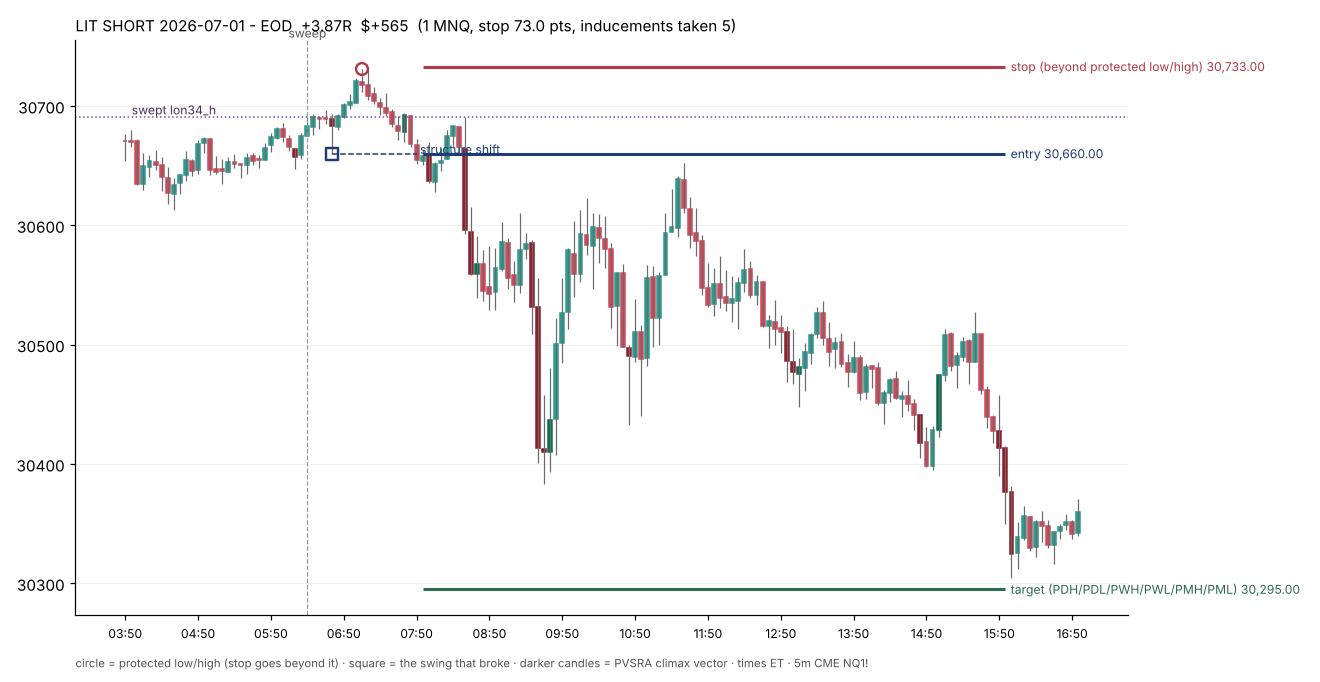 LIT SHORT 2026-07-01 - EOD +3.87R $+565 (1 MNQ, stop 73.0 pts, inducements taken 5)
sweep
stop (beyond protected low/high) 30,733.00
swept lon34_h
structure shift
entry 30,660.00
target (PDH/PDL/PWH/PWL/PMH/PML) 30,295.00
30700
30600
30500
30400
30300
03:50 04:50 05:50 06:50 07:50 08:50 09:50 10:50 11:50 12:50 13:50 14:50 15:50 16:50
circle = protected low/high (stop goes beyond it) · square = the swing that broke · darker candles = PVSRA climax vector · times ET · 5m CME NQ1!